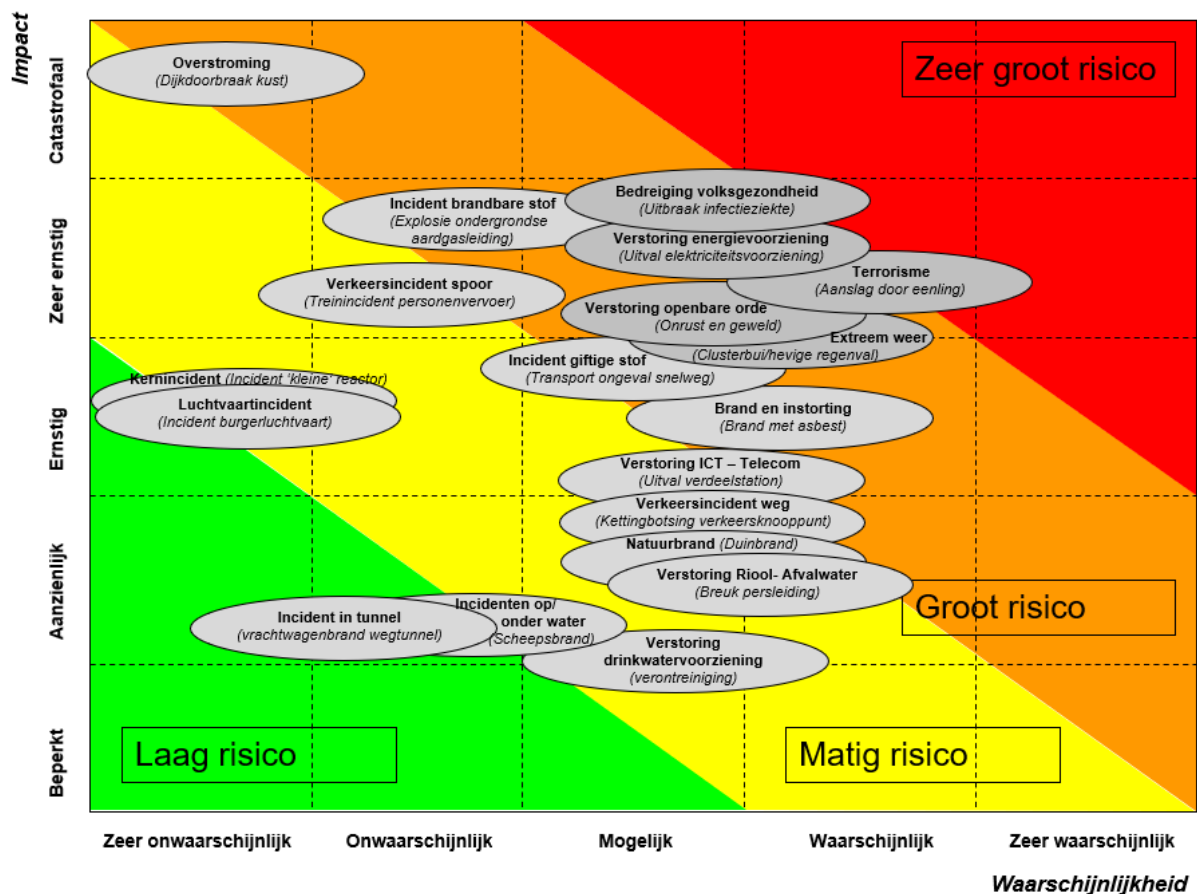 Impact
Catastrofaal
Zeer ernstig
Ernstig
Aanzienlijk
Beperkt
Overstroming
(Dijkdoorbraak kust)
Zeer groot risico
Bedreiging volksgezondheid
(Uitbraak infectieziekte)
Incident brandbare stof
(Explosie ondergrondse
aardgasleiding)
Verstoring energievoorziening
(Uitval elektriciteitsvoorziening)
Terrorisme
(Aanslag door eenling)
Verkeersincident spoor
(Treinincident personenvervoer)
Verstoring openbare orde
(Onrust en geweld)
Extreem weer
(Clusterbui/hevige regenval)
Incident giftige stof
(Transport ongeval snelweg)
Kernincident (Incident 'kleine' reactor)
Luchtvaartincident
(Incident burgerluchtvaart)
Brand en instorting
(Brand met asbest)
Verstoring ICT – Telecom
(Uitval verdeelstation)
Verkeersincident weg
(Kettingbotsing verkeersknooppunt)
Natuurbrand (Duinbrand)
Verstoring Riool- Afvalwater
(Breuk persleiding)
Groot risico
Incident in tunnel
(vrachtwagenbrand wegtunnel)
Incidenten op/
onder water
(Scheepsbrand)
Verstoring
drinkwatervoorziening
(verontreiniging)
Laag risico
Matig risico
Zeer onwaarschijnlijk
Onwaarschijnlijk
Mogelijk
Waarschijnlijk
Zeer waarschijnlijk
Waarschijnlijkheid